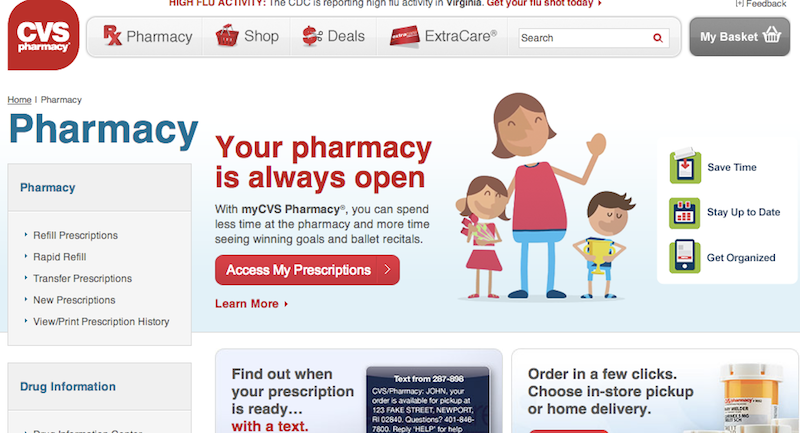 HIGH FLU ACTIVITY: The CDC is reporting high flu activity in Virginia. Get your flu shot today
[+] Feedback
CVS
pharmacy
Pharmacy
Shop
Deals
ExtraCare®
Search
My Basket
Home | Pharmacy
Pharmacy
Pharmacy
Refill Prescriptions
Rapid Refill
Transfer Prescriptions
New Prescriptions
View/Print Prescription History
Drug Information
Your pharmacy
is always open
With myCVS Pharmacy®, you can spend
less time at the pharmacy and more time
seeing winning goals and ballet recitals.
Access My Prescriptions
Learn More
Save Time
Stay Up to Date
Get Organized
Find out when
your prescription
is ready…
with a text.
Text from 287-898
CVS/Pharmacy: JOHN, your
order is available for pickup at
123 FAKE STREET, NEWPORT,
RI 02840. Questions? 401-846-
7800. Reply "HELP" for help
Order in a few clicks.
Choose in-store pickup
or home delivery.
pharmacy